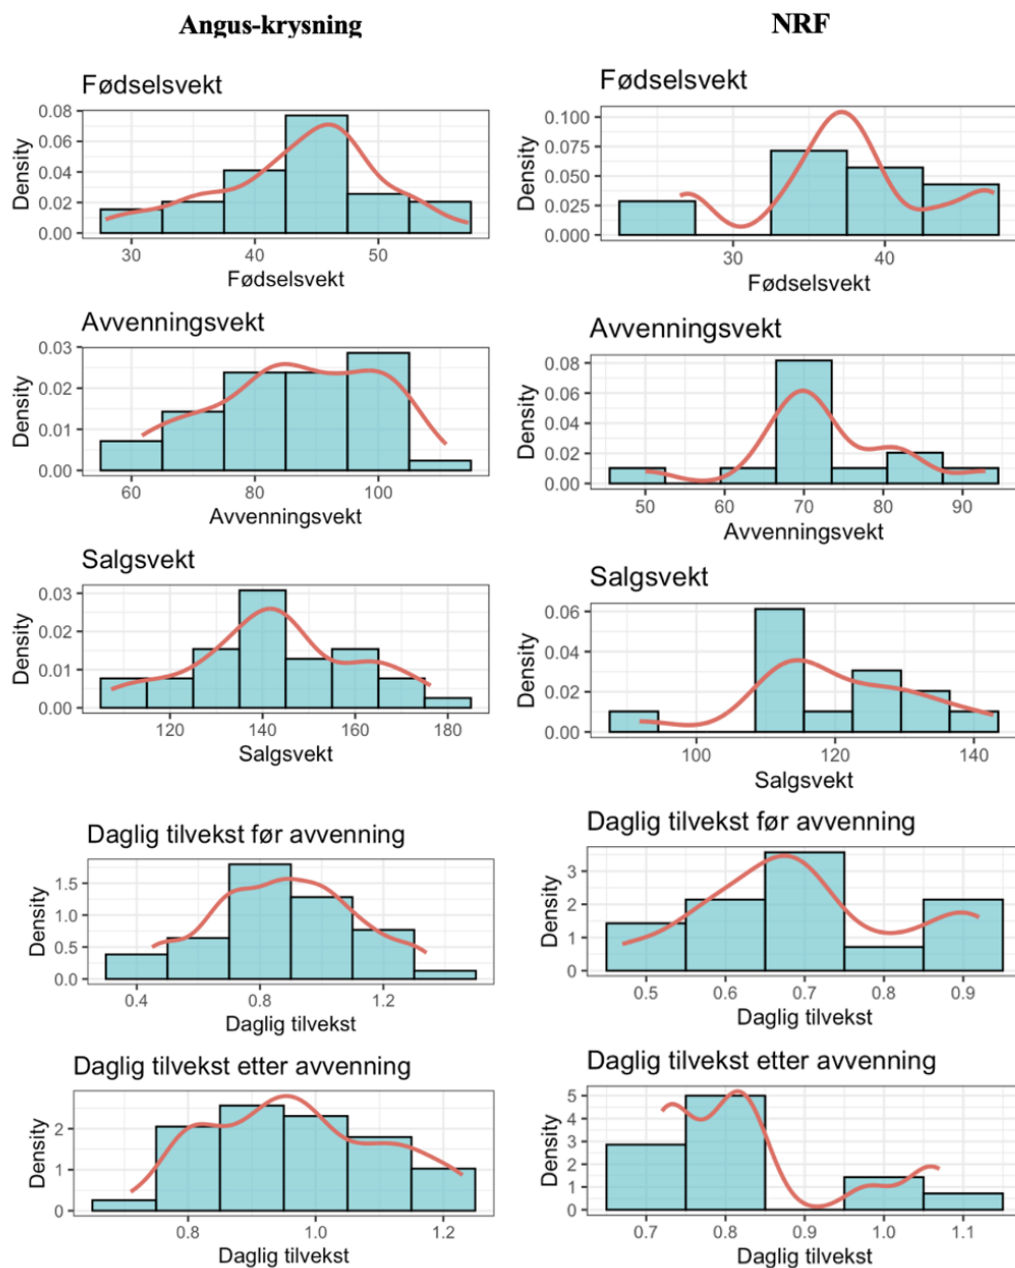 Angus-krysning
NRF
Fødselsvekt
Density
0.08
0.06
0.04
0.02
0.00
30 40 50
Fødselsvekt
Fødselsvekt
Density
0.100
0.075
0.050
0.025
0.000
30 40
Fødselsvekt
Avvenningsvekt
Density
0.03
0.02
0.01
0.00
60 80 100
Avvenningsvekt
Avvenningsvekt
Density
0.08
0.06
0.04
0.02
0.00
50 60 70 80 90
Avvenningsvekt
Salgsvekt
Density
0.03
0.02
0.01
0.00
120 140 160 180
Salgsvekt
Salgsvekt
Density
0.06
0.04
0.02
0.00
100 120 140
Salgsvekt
Daglig tilvekst før avvenning
Density
1.5
1.0
0.5
0.0
0.4 0.8 1.2
Daglig tilvekst
Daglig tilvekst før avvenning
Density
3
2
1
0
0.5 0.6 0.7 0.8 0.9
Daglig tilvekst
Daglig tilvekst etter avvenning
Density
2
1
0
0.8 1.0 1.2
Daglig tilvekst
Daglig tilvekst etter avvenning
Density
5
4
3
2
1
0
0.7 0.8 0.9 1.0 1.1
Daglig tilvekst